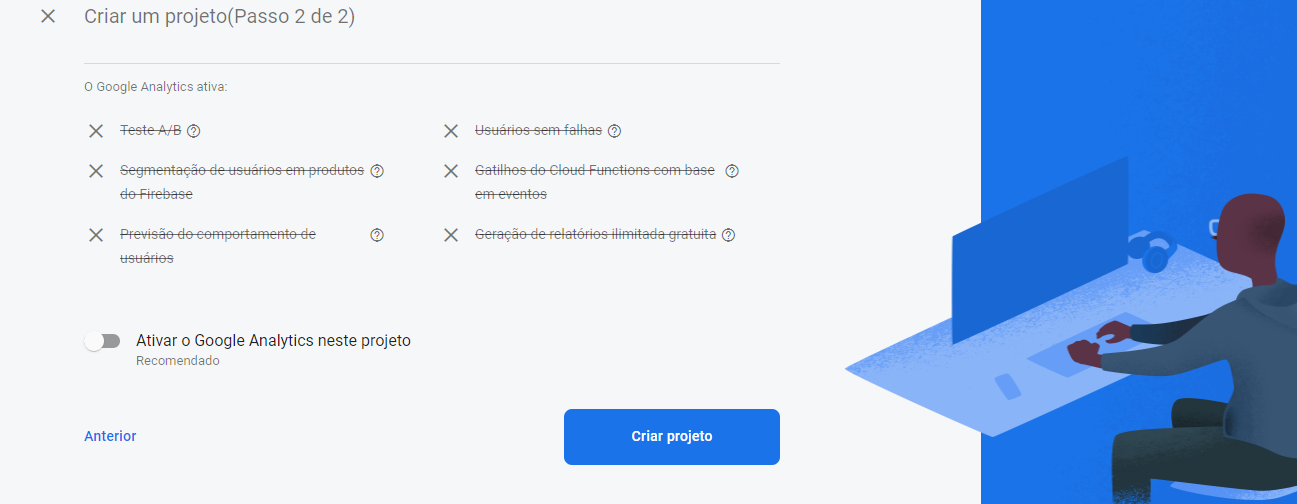 Criar um projeto(Passo 2 de 2)
O Google Analytics ativa:
Teste A/B
Usuários sem falhas
Segmentação de usuários em produtos
do Firebase
Gatilhos do Cloud Functions com base
em eventos
Previsão do comportamento de
usuários
Geração de relatórios ilimitada gratuita
Ativar o Google Analytics neste projeto
Recomendado
Anterior
Criar projeto